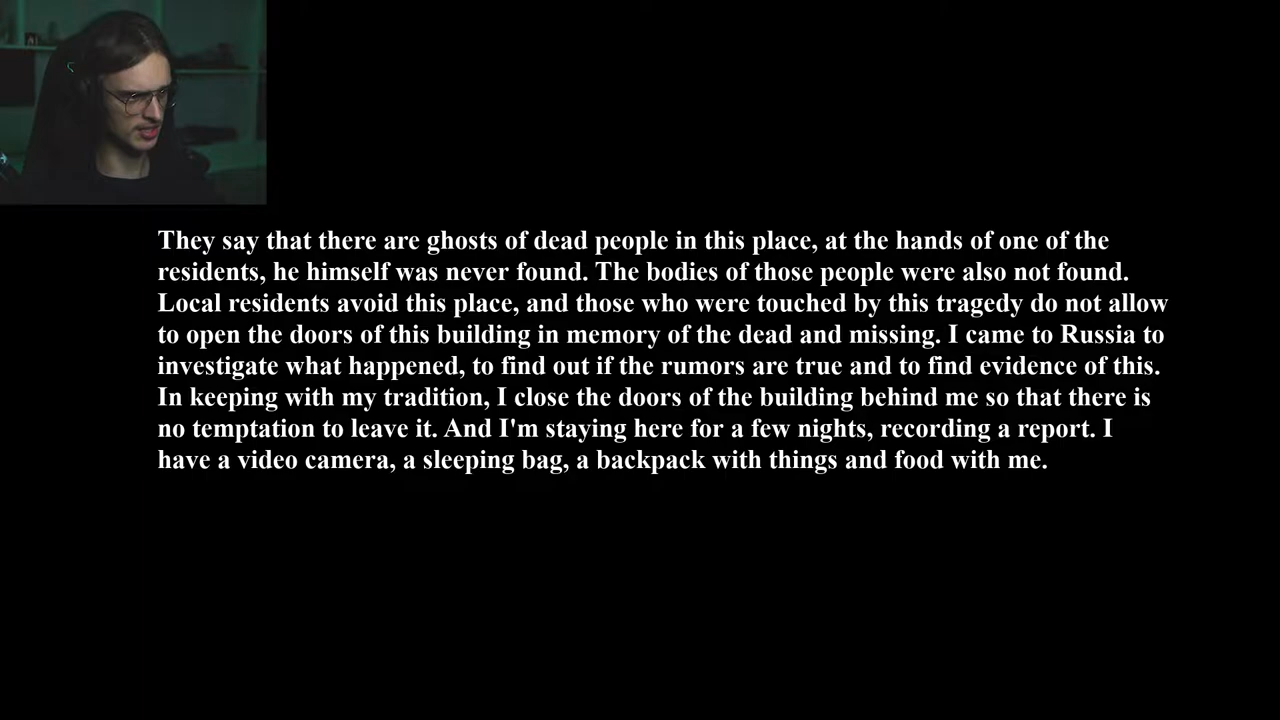 They say that there are ghosts of dead people in this place, at the hands of one of the
residents, he himself was never found. The bodies of those people were also not found.
Local residents avoid this place, and those who were touched by this tragedy do not allow
to open the doors of this building in memory of the dead and missing. I came to Russia to
investigate what happened, to find out if the rumors are true and to find evidence of this.
In keeping with my tradition, I close the doors of the building behind me so that there is
no temptation to leave it. And I'm staying here for a few nights, recording a report. I
have a video camera, a sleeping bag, a backpack with things and food with me.